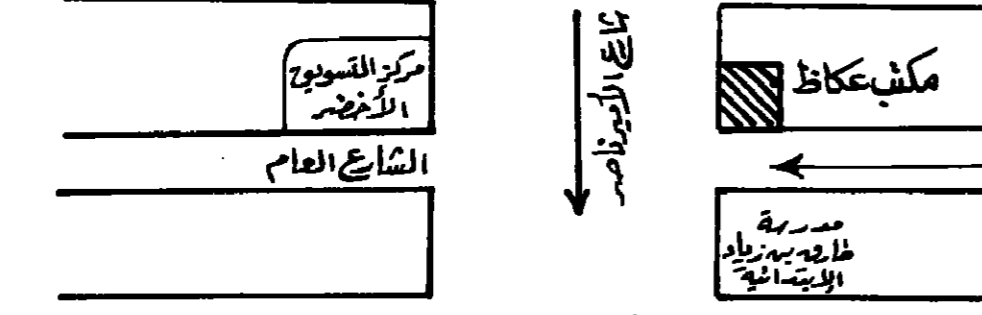 مكتب عكاظ
شارع الأمير ناصر
مركز التسويق
الأخضر
الشارع العام
مدرسة
طارق بن زياد
الابتدائية